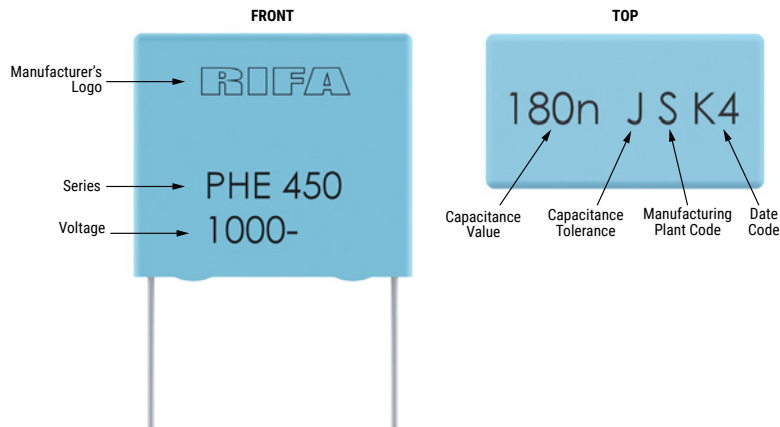 FRONT
Manufacturer's
Logo
RIFA
Series
PHE 450
Voltage
1000-
TOP
180n J S K4
Capacitance
Value
Capacitance
Tolerance
Manufacturing
Plant Code
Date
Code